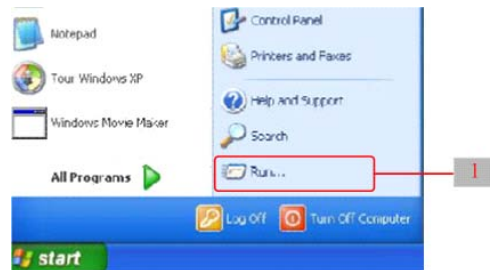 Notepad
Tour Windows XP
Windows Movie Maker
All Programs
Control Panel
Printers and Faxes
Help and Support
Search
Run...
1
Log Off
Turn Off Computer
start